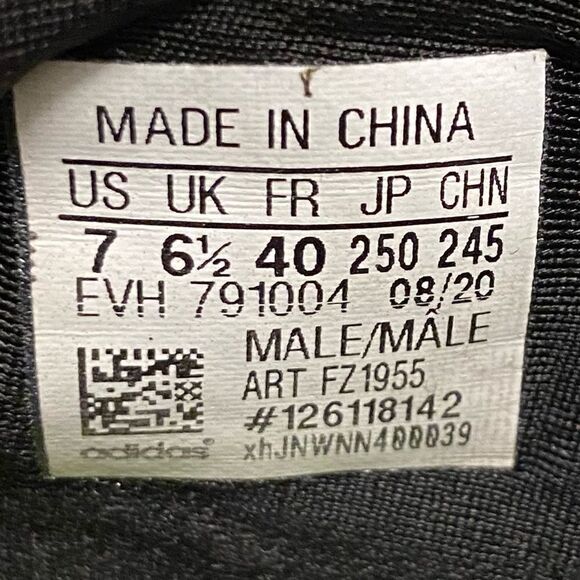 MADE IN CHINA
US UK FR JP CHN
7 6½ 40 250 245
EVH 791004 08/20
MALE/MÂLE
ART FZ1955
#126118142
xhJNWNN400039
adidas®